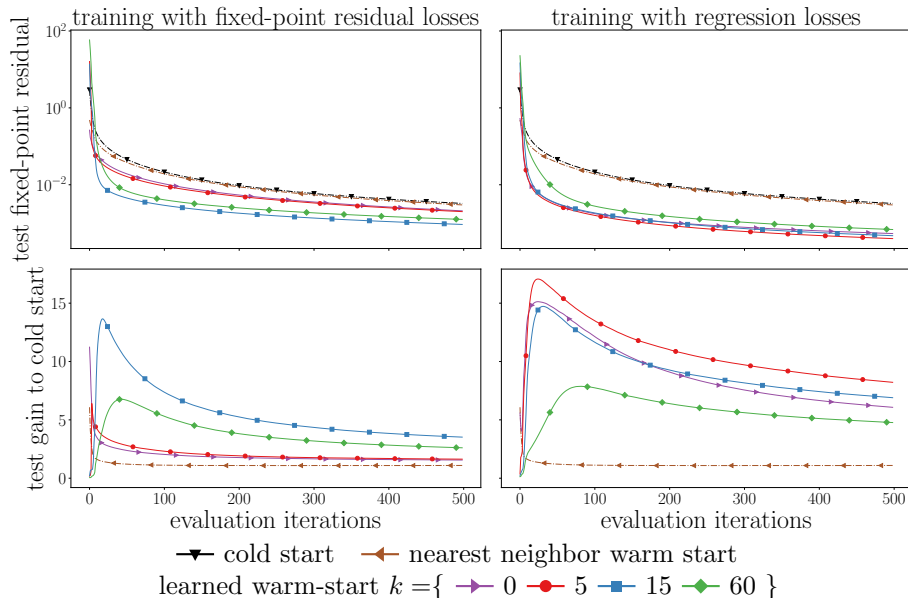 training with fixed-point residual losses
training with regression losses
test fixed-point residual
10^2
10^0
10^−2
test gain to cold start
15
10
5
0
0 100 200 300 400 500
0 100 200 300 400 500
evaluation iterations
evaluation iterations
cold start
nearest neighbor warm start
learned warm-start k ={ 0 5 15 60 }